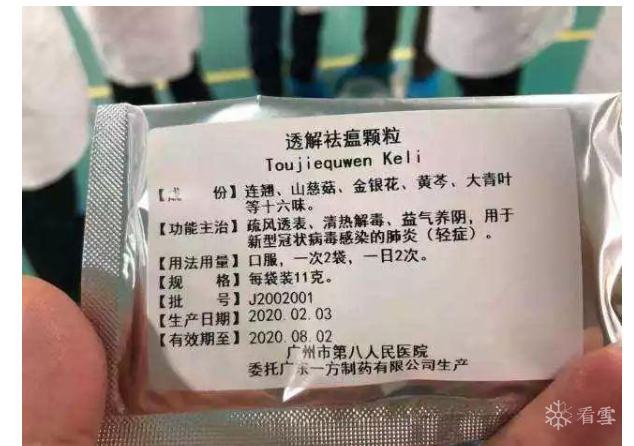 透解祛瘟颗粒
Toujiequwen Keli
【成 份】连翘、山慈菇、金银花、黄芩、大青叶
等十六味。
【功能主治】疏风透表、清热解毒、益气养阴，用于
新型冠状病毒感染的肺炎（轻症）。
【用法用量】口服，一次2袋，一日2次。
【规 格】每袋装11克。
【批 号】J2002001
【生产日期】2020.02.03
【有效期至】2020.08.02
广州市第八人民医院
委托广东一方制药有限公司生产
看雪